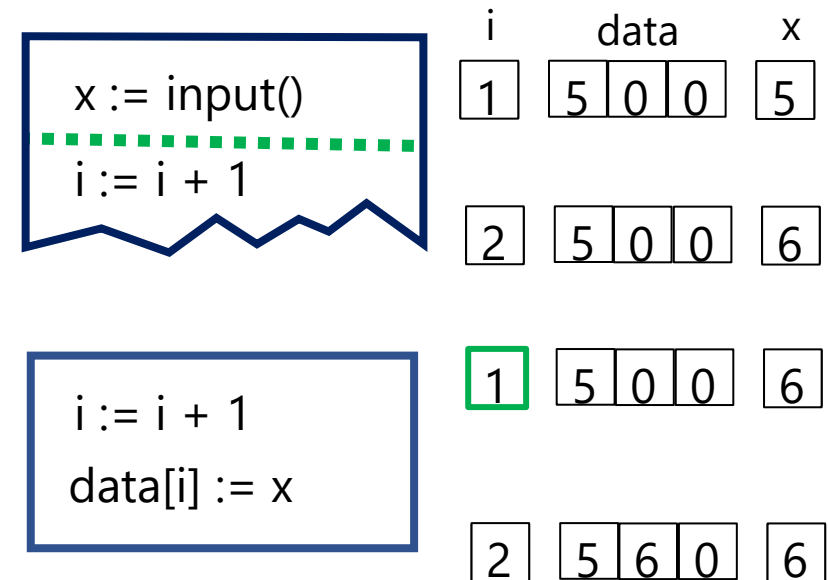 x := input()
i := i + 1
i data x
1 5 0 0 5
2 5 0 0 6
1 5 0 0 6
i := i + 1
data[i] := x
2 5 6 0 6